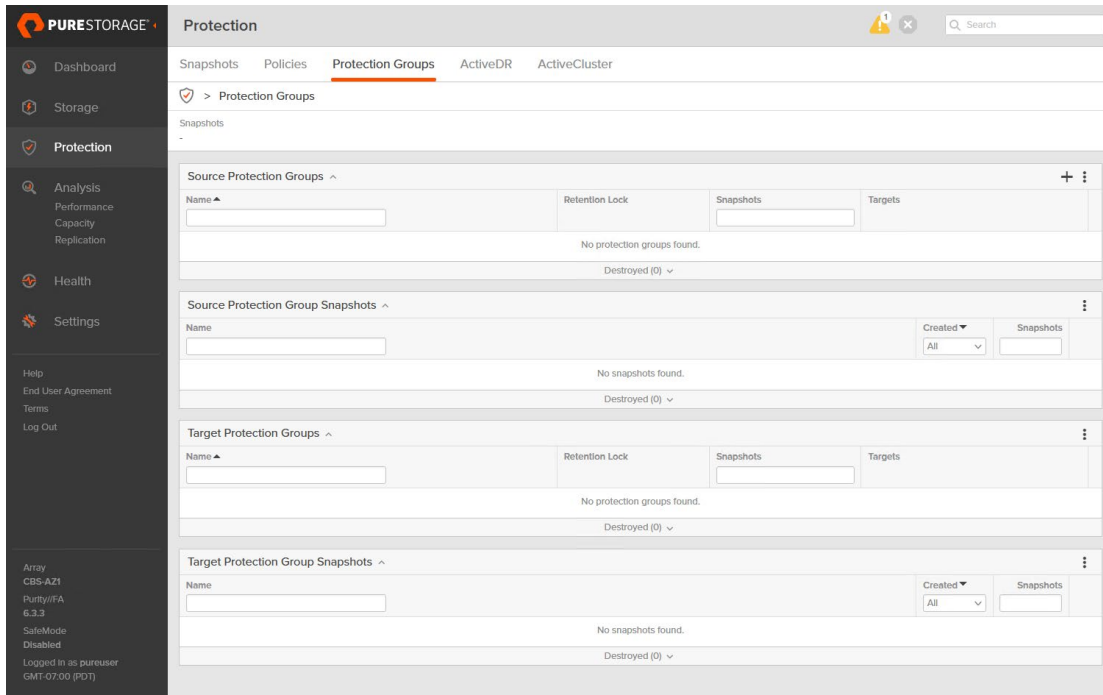 PURESTORAGE®
Dashboard
Storage
Protection
Analysis
Performance
Capacity
Replication
Health
Settings
Help
End User Agreement
Terms
Log Out
Array
CBS-AZ1
Purity//FA
6.3.3
SafeMode
Disabled
Logged in as pureuser
GMT-07:00 (PDT)
Protection
1
Search
Snapshots Policies Protection Groups ActiveDR ActiveCluster
> Protection Groups
Snapshots
-
Source Protection Groups
Name Retention Lock Snapshots Targets
No protection groups found.
Destroyed (0)
Source Protection Group Snapshots
Name Created Snapshots
All
No snapshots found.
Destroyed (0)
Target Protection Groups
Name Retention Lock Snapshots Targets
No protection groups found.
Destroyed (0)
Target Protection Group Snapshots
Name Created Snapshots
All
No snapshots found.
Destroyed (0)